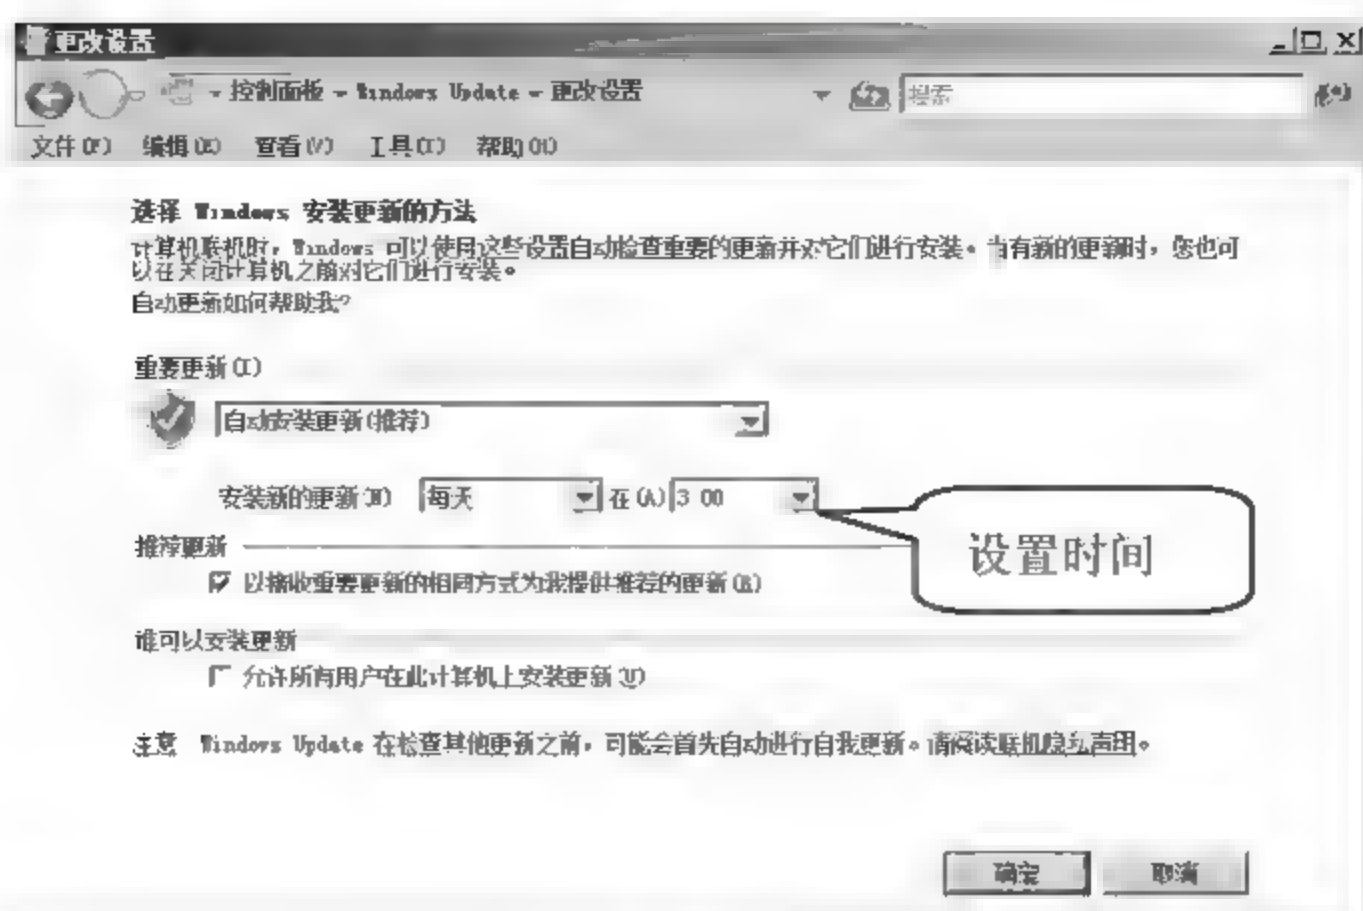 更改设置
控制面板 - Windows Update - 更改设置 搜索
文件(F) 编辑(E) 查看(V) 工具(T) 帮助(H)
选择 Windows 安装更新的方法
计算机联机时，Windows 可以使用这些设置自动检查重要的更新并对它们进行安装。当有新的更新时，您也可
以在关闭计算机之前对它们进行安装。
自动更新如何帮助我?
重要更新(I)
自动安装更新(推荐)
安装新的更新(N) 每天 在(A) 3 00
设置时间
推荐更新
以接收重要更新的相同方式为我提供推荐的更新(R)
谁可以安装更新
允许所有用户在此计算机上安装更新(U)
注意 Windows Update 在检查其他更新之前，可能会首先自动进行自我更新。请阅读联机隐私声明。
确定 取消